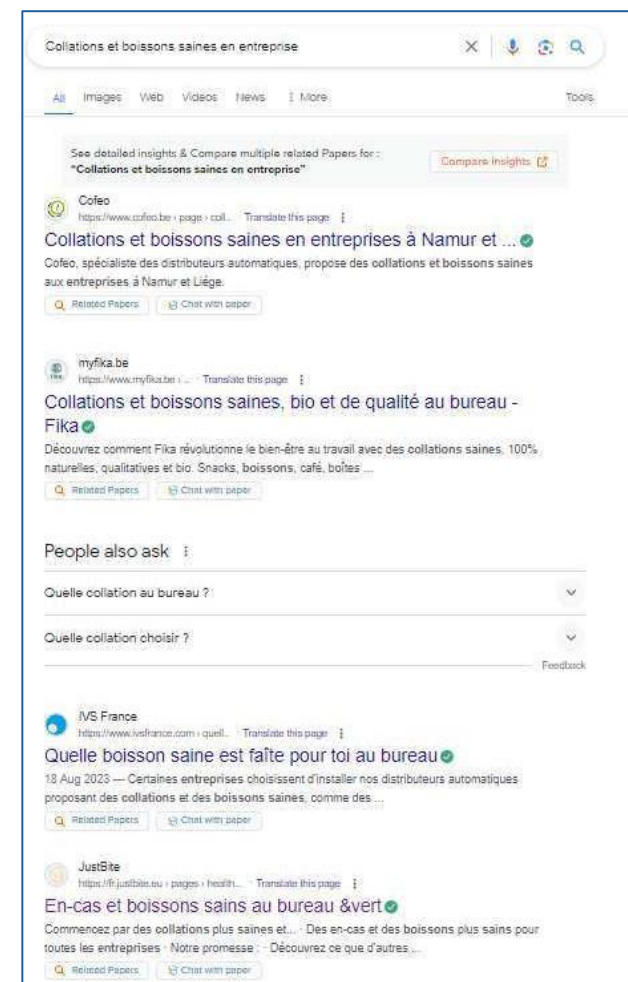 Collations et boissons saines en entreprise
All Images Web Videos News More Tools
See detailed insights & Compare multiple related Papers for :
"Collations et boissons saines en entreprise"
Compare Insights
Cofeo
https://www.cofeo.be › page › coll... · Translate this page
Collations et boissons saines en entreprises à Namur et ...
Cofeo, spécialiste des distributeurs automatiques, propose des collations et boissons saines
aux entreprises à Namur et Liége.
Related Papers Chat with paper
myfika.be
https://www.myfika.be › ... · Translate this page
Collations et boissons saines, bio et de qualité au bureau -
Fika
Découvrez comment Fika révolutionne le bien-être au travail avec des collations saines, 100%
naturelles, qualitatives et bio. Snacks, boissons, café, boîtes ...
Related Papers Chat with paper
People also ask
Quelle collation au bureau ?
Quelle collation choisir ?
Feedback
IVS France
https://www.ivsfrance.com › quell... · Translate this page
Quelle boisson saine est faîte pour toi au bureau
18 Aug 2023 — Certaines entreprises choisissent d'installer nos distributeurs automatiques
proposant des collations et des boissons saines, comme des ...
Related Papers Chat with paper
JustBite
https://fr.justbite.eu › pages › health... · Translate this page
En-cas et boissons sains au bureau &vert
Commencez par des collations plus saines et... · Des en-cas et des boissons plus sains pour
toutes les entreprises · Notre promesse : · Découvrez ce que d'autres ...
Related Papers Chat with paper